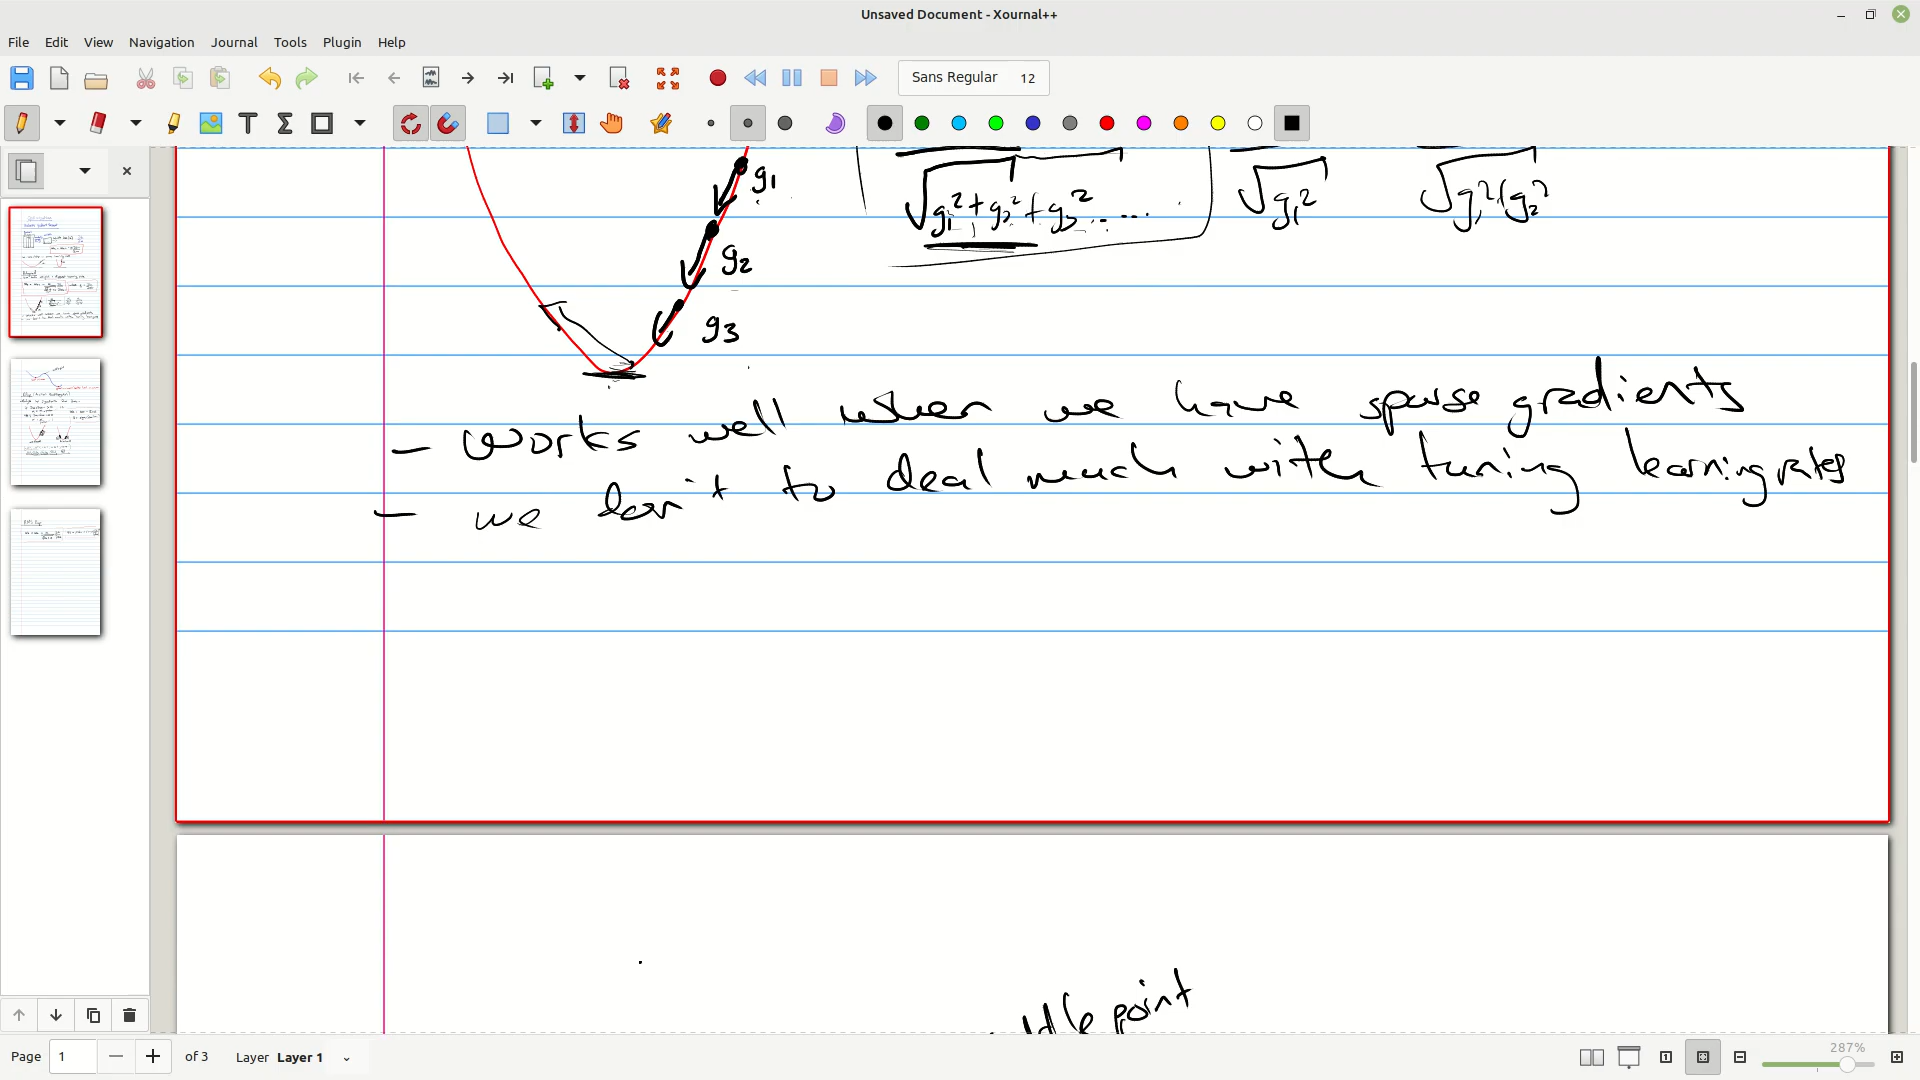 Unsaved Document - Xournal++
File Edit View Navigation Journal Tools Plugin Help
Sans Regular 12
g1
g2
g3
√g1²+g2²+g3².....
√g1²
√g1²+g2²
- works well when we have sparse gradients
- we don't to deal much with tuning learning rates
point
Page 1 of 3 Layer Layer 1
287%